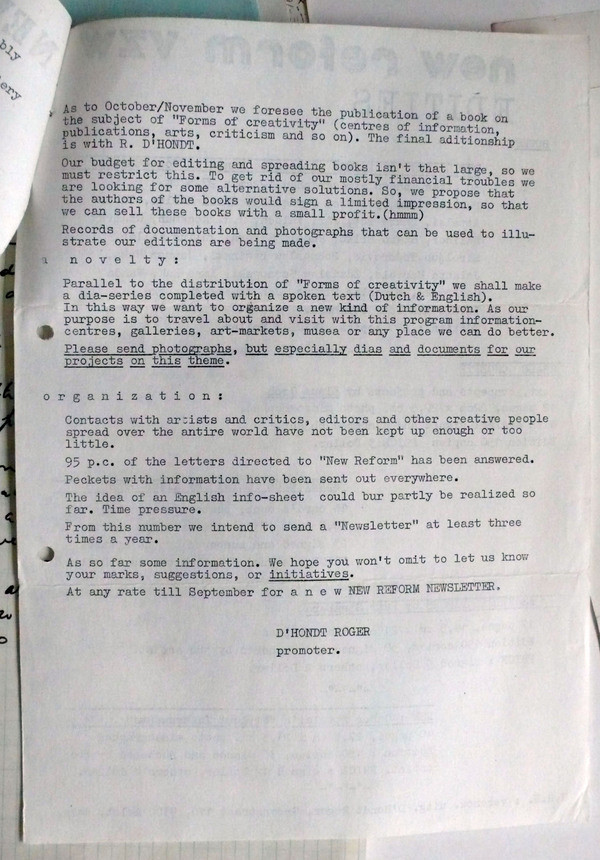 As to October/November we foresee the publication of a book on
the subject of "Forms of creativity" (centres of information,
publications, arts, criticism and so on). The final aditionship
is with R. D'HONDT.
Our budget for editing and spreading books isn't that large, so we
must restrict this. To get rid of our mostly financial troubles we
are looking for some alternative solutions. So, we propose that
the authors of the books would sign a limited impression, so that
we can sell these books with a small profit.(hmmm)
Records of documentation and photographs that can be used to illu-
strate our editions are being made.
a novelty:
Parallel to the distribution of "Forms of creativity" we shall make
a dia-series completed with a spoken text (Dutch & English).
In this way we want to organize a new kind of information. As our
purpose is to travel about and visit with this program information-
centres, galleries, art-markets, musea or any place we can do better.
Please send photographs, but especially dias and documents for our
projects on this theme.
organization:
Contacts with artists and critics, editors and other creative people
spread over the antire world have not been kept up enough or too
little.
95 p.c. of the letters directed to "New Reform" has been answered.
Peckets with information have been sent out everywhere.
The idea of an English info-sheet could bur partly be realized so
far. Time pressure.
From this number we intend to send a "Newsletter" at least three
times a year.
As so far some information. We hope you won't omit to let us know
your marks, suggestions, or initiatives.
At any rate till September for a n e w NEW REFORM NEWSLETTER.
D'HONDT ROGER
promoter.